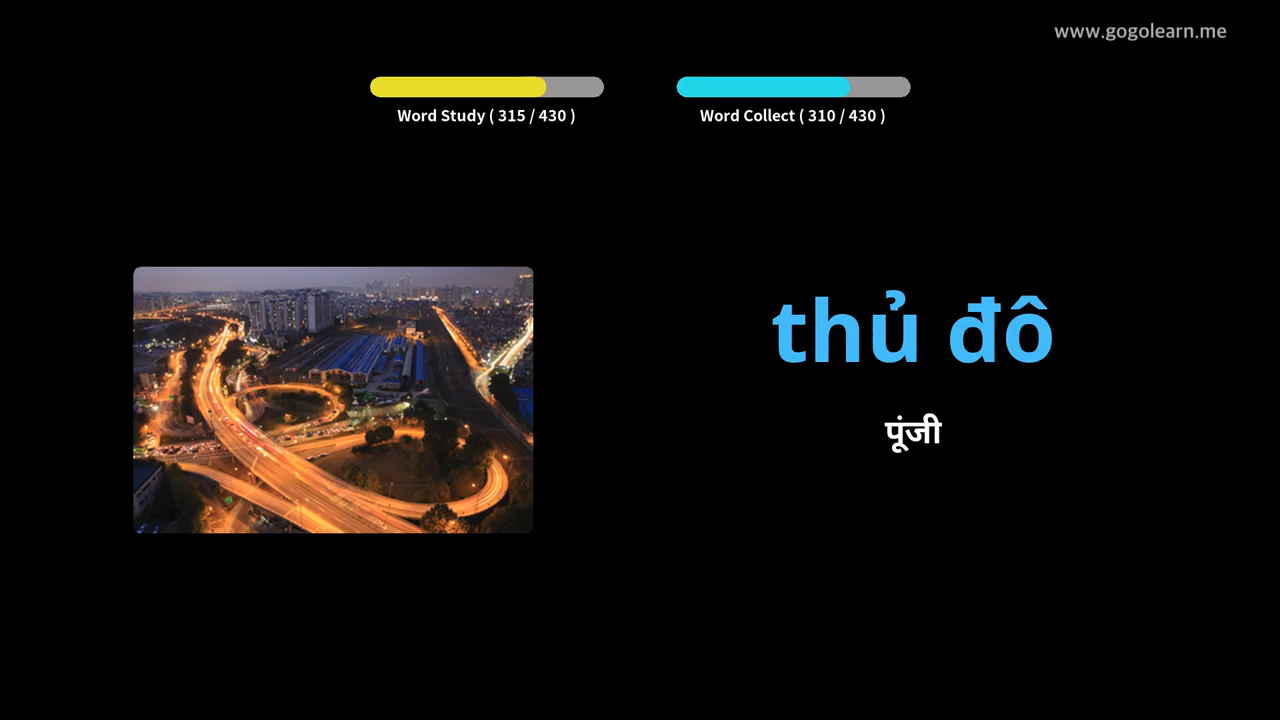 www.gogolearn.me
Word Study ( 315 / 430 )
Word Collect ( 310 / 430 )
thủ đô
पूंजी